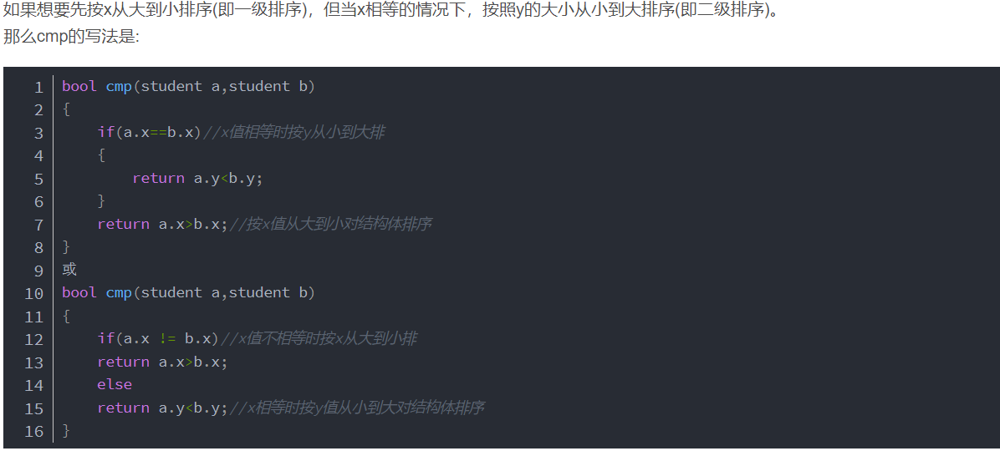 如果想要先按x从大到小排序(即一级排序)，但当x相等的情况下，按照y的大小从小到大排序(即二级排序)。
那么cmp的写法是:
1 bool cmp(student a,student b)
2 {
3     if(a.x==b.x)//x值相等时按y从小到大排
4     {
5         return a.y<b.y;
6     }
7     return a.x>b.x;//按x值从大到小对结构体排序
8 }
9 或
10 bool cmp(student a,student b)
11 {
12     if(a.x != b.x)//x值不相等时按x从大到小排
13     return a.x>b.x;
14     else
15     return a.y<b.y;//x相等时按y值从小到大对结构体排序
16 }